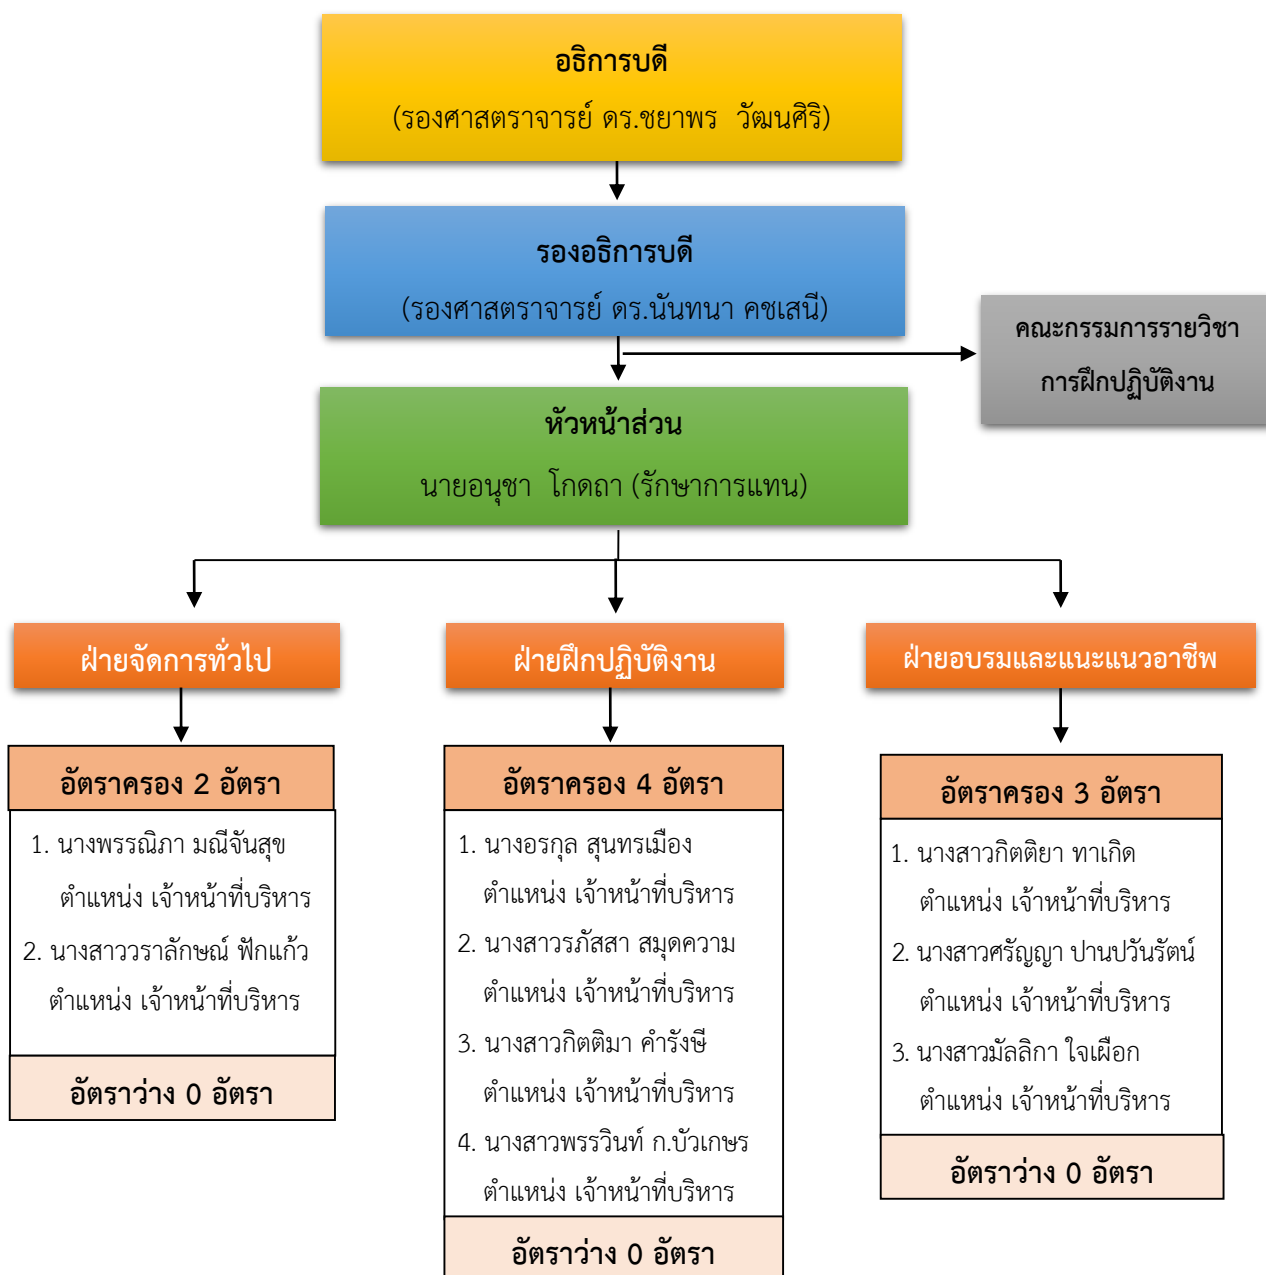 อธิการบดี
(รองศาสตราจารย์ ดร.ชยาพร วัฒนศิริ)
รองอธิการบดี
(รองศาสตราจารย์ ดร.นันทนา คชเสนี)
คณะกรรมการรายวิชา
การฝึกปฏิบัติงาน
หัวหน้าส่วน
นายอนุชา โกดถา (รักษาการแทน)
ฝ่ายจัดการทั่วไป
อัตราครอง 2 อัตรา
1. นางพรรณิภา มณีจันสุข
ตำแหน่ง เจ้าหน้าที่บริหาร
2. นางสาววราลักษณ์ ฟักแก้ว
ตำแหน่ง เจ้าหน้าที่บริหาร
อัตราว่าง 0 อัตรา
ฝ่ายฝึกปฏิบัติงาน
อัตราครอง 4 อัตรา
1. นางอรกุล สุนทรเมือง
ตำแหน่ง เจ้าหน้าที่บริหาร
2. นางสาวรภัสสา สมุดความ
ตำแหน่ง เจ้าหน้าที่บริหาร
3. นางสาวกิตติมา คำรังษี
ตำแหน่ง เจ้าหน้าที่บริหาร
4. นางสาวพรรวินท์ ก.บัวเกษร
ตำแหน่ง เจ้าหน้าที่บริหาร
อัตราว่าง 0 อัตรา
ฝ่ายอบรมและแนะแนวอาชีพ
อัตราครอง 3 อัตรา
1. นางสาวกิตติยา ทาเกิด
ตำแหน่ง เจ้าหน้าที่บริหาร
2. นางสาวศรัญญา ปานปวันรัตน์
ตำแหน่ง เจ้าหน้าที่บริหาร
3. นางสาวมัลลิกา ใจเผือก
ตำแหน่ง เจ้าหน้าที่บริหาร
อัตราว่าง 0 อัตรา